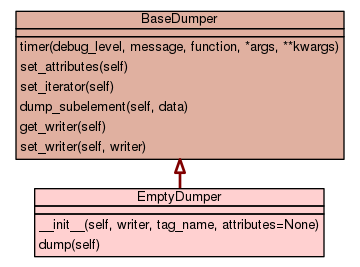 BaseDumper
timer(debug_level, message, function, *args, **kwargs)
set_attributes(self)
set_iterator(self)
dump_subelement(self, data)
get_writer(self)
set_writer(self, writer)
EmptyDumper
__init__(self, writer, tag_name, attributes=None)
dump(self)